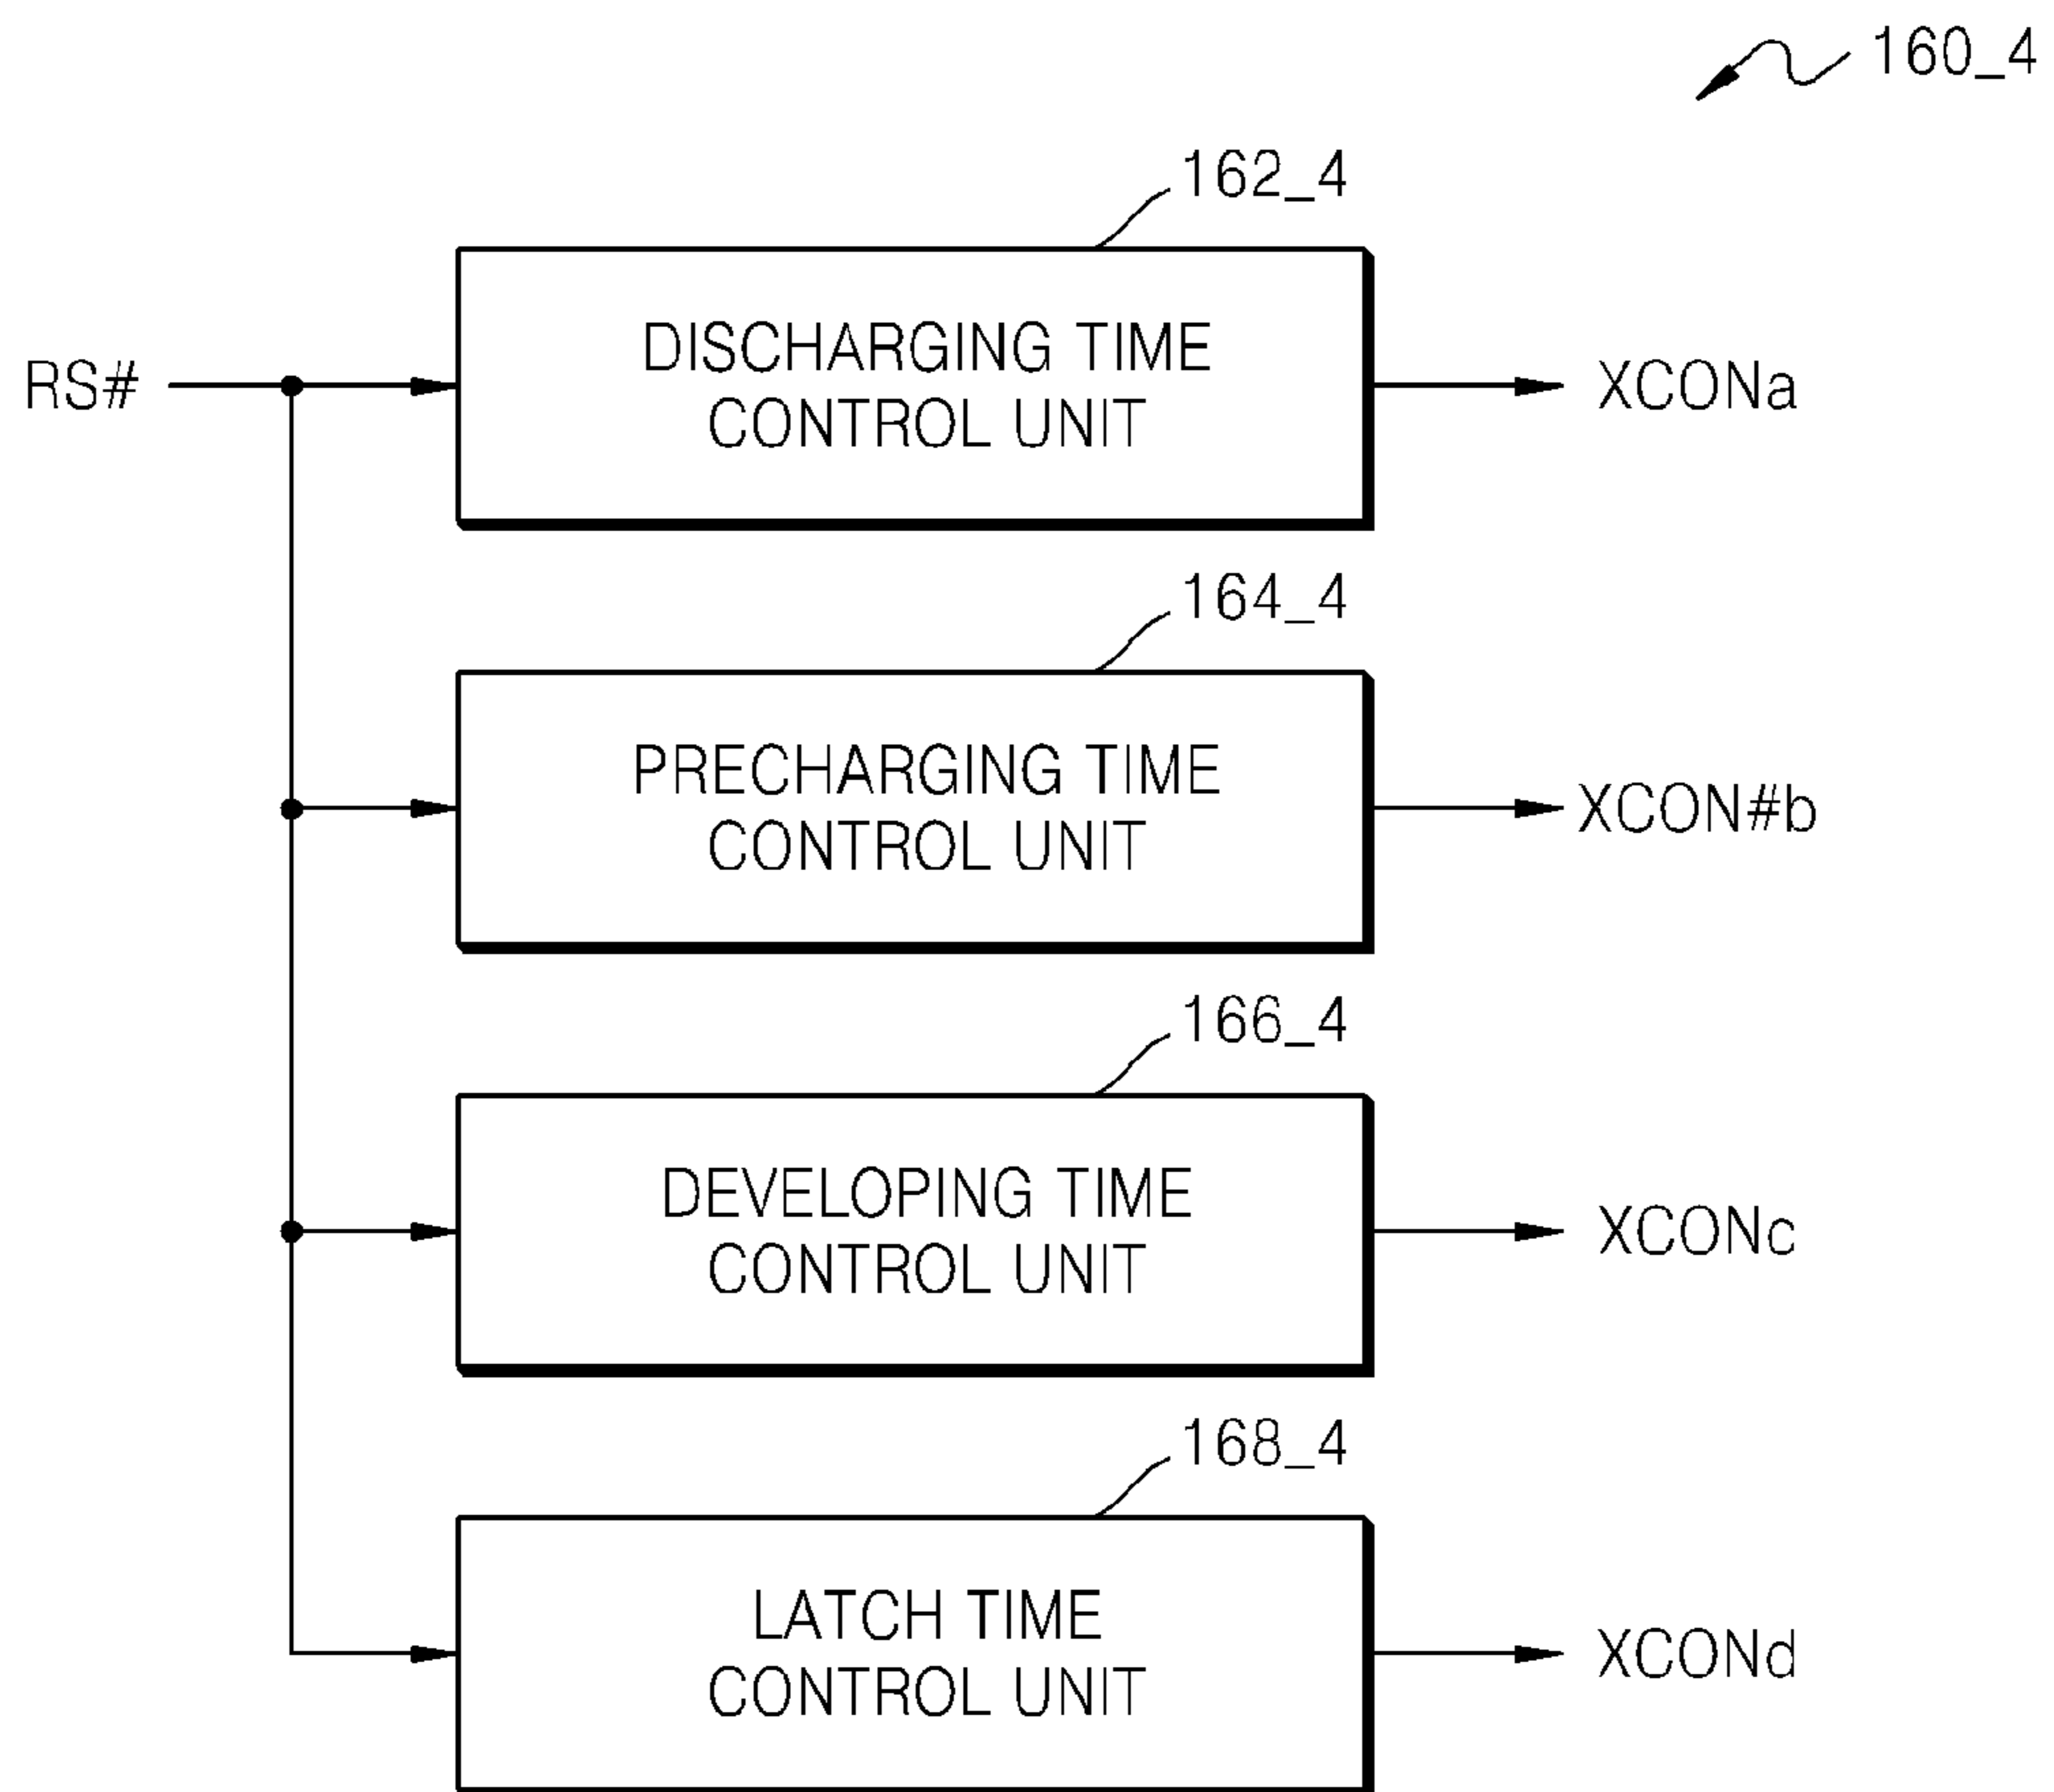 160_4
162_4
DISCHARGING TIME
CONTROL UNIT
RS#
XCONa
164_4
PRECHARGING TIME
CONTROL UNIT
XCON#b
166_4
DEVELOPING TIME
CONTROL UNIT
XCONc
168_4
LATCH TIME
CONTROL UNIT
XCONd